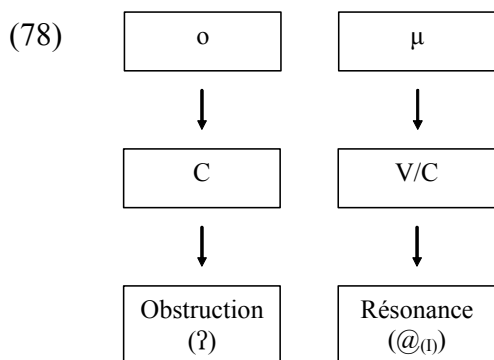 (78) o μ
C V/C
Obstruction Résonance
(ʔ) (@(I))